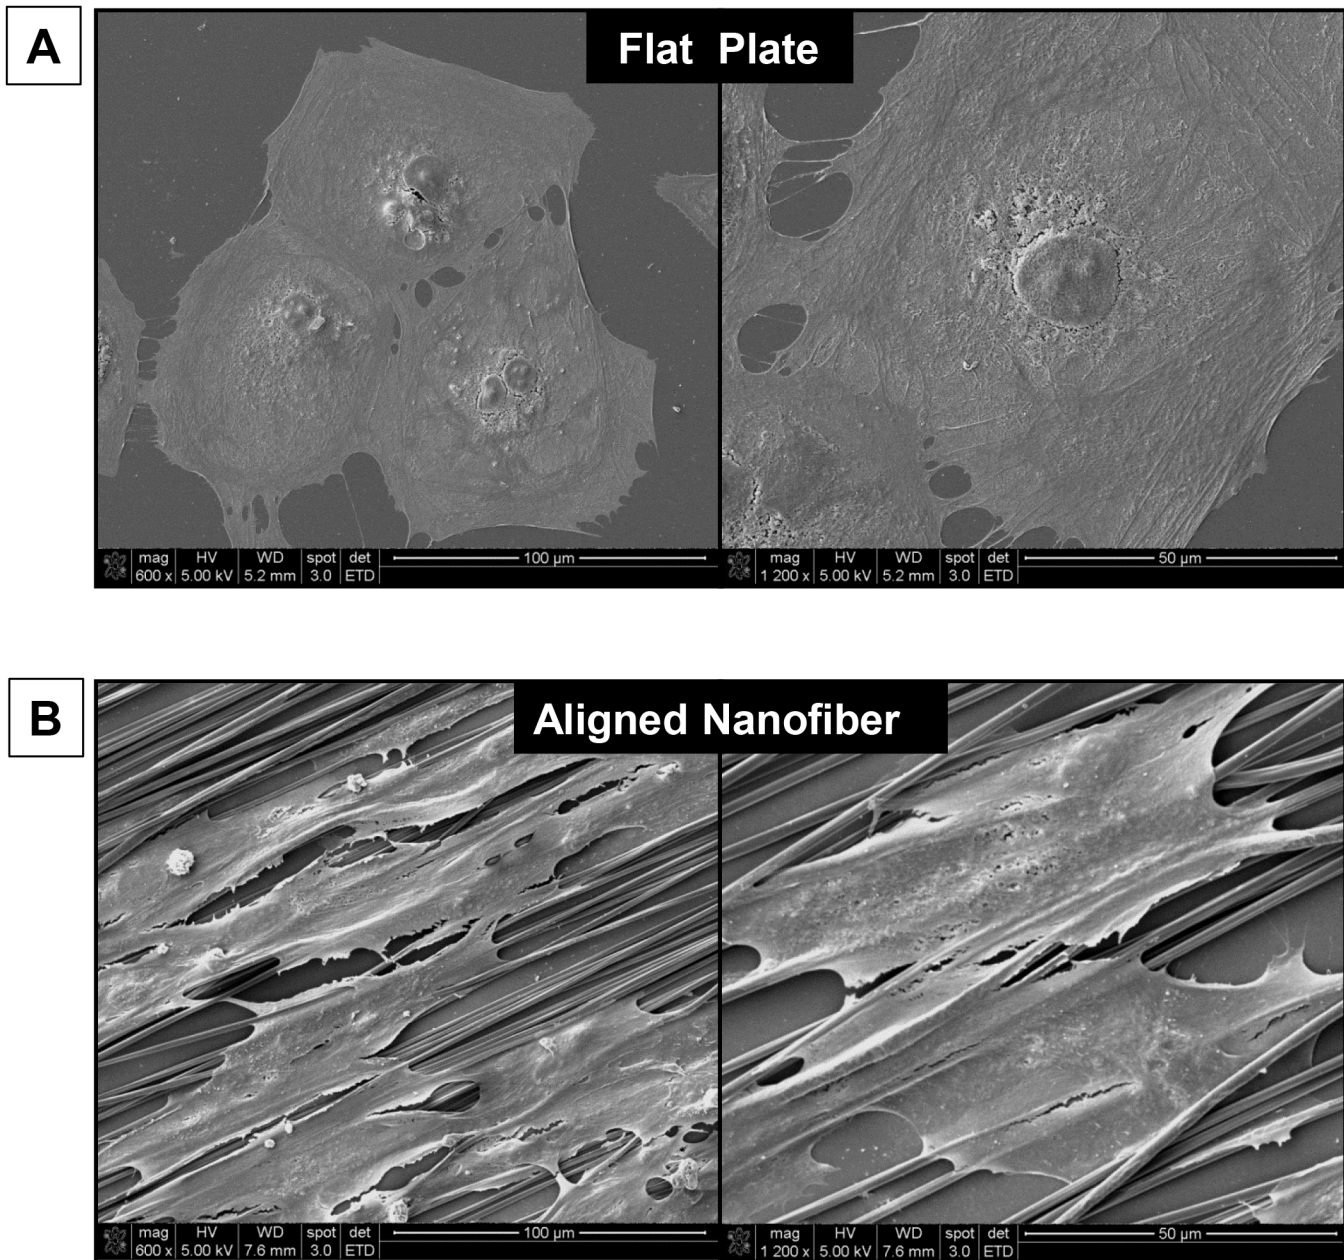 A
Flat Plate
mag HV WD spot det 100 µm
600 x 5.00 kV 5.2 mm 3.0 ETD
mag HV WD spot det 50 µm
1 200 x 5.00 kV 5.2 mm 3.0 ETD
B
Aligned Nanofiber
mag HV WD spot det 100 µm
600 x 5.00 kV 7.6 mm 3.0 ETD
mag HV WD spot det 50 µm
1 200 x 5.00 kV 7.6 mm 3.0 ETD